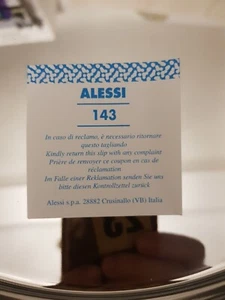 ALESSI
143
In caso di reclamo, è necessario ritornare
questo tagliando
Kindly return this slip with any complaint
Prière de renvoyer ce coupon en cas de
réclamation
Im Falle einer Reklamation senden Sie uns
bitte diesen Kontrollzettel zurück
Alessi s.p.a. 28882 Crusinallo (VB) Italia